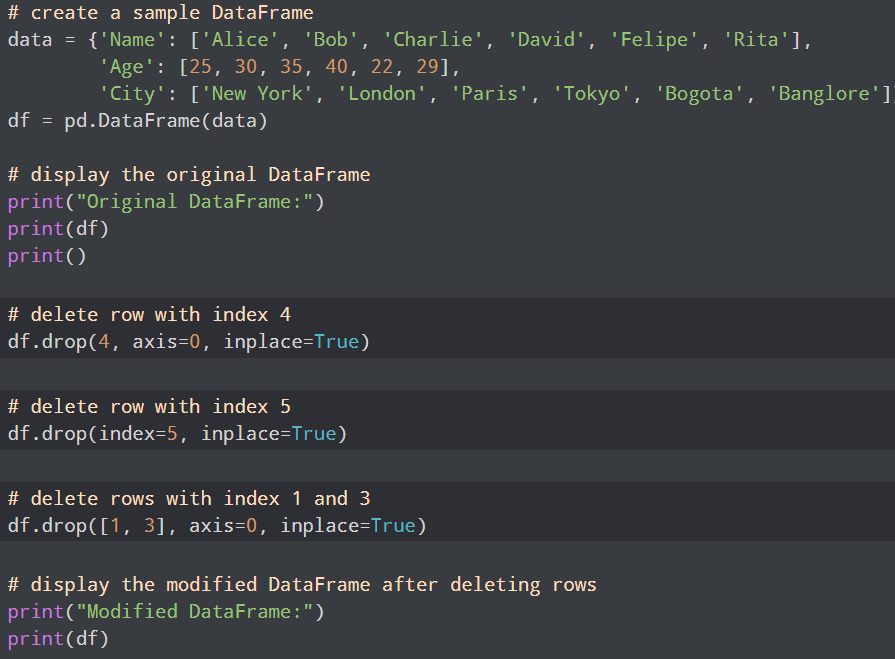 # create a sample DataFrame
data = {'Name': ['Alice', 'Bob', 'Charlie', 'David', 'Felipe', 'Rita'],
        'Age': [25, 30, 35, 40, 22, 29],
        'City': ['New York', 'London', 'Paris', 'Tokyo', 'Bogota', 'Banglore']
df = pd.DataFrame(data)

# display the original DataFrame
print("Original DataFrame:")
print(df)
print()

# delete row with index 4
df.drop(4, axis=0, inplace=True)

# delete row with index 5
df.drop(index=5, inplace=True)

# delete rows with index 1 and 3
df.drop([1, 3], axis=0, inplace=True)

# display the modified DataFrame after deleting rows
print("Modified DataFrame:")
print(df)